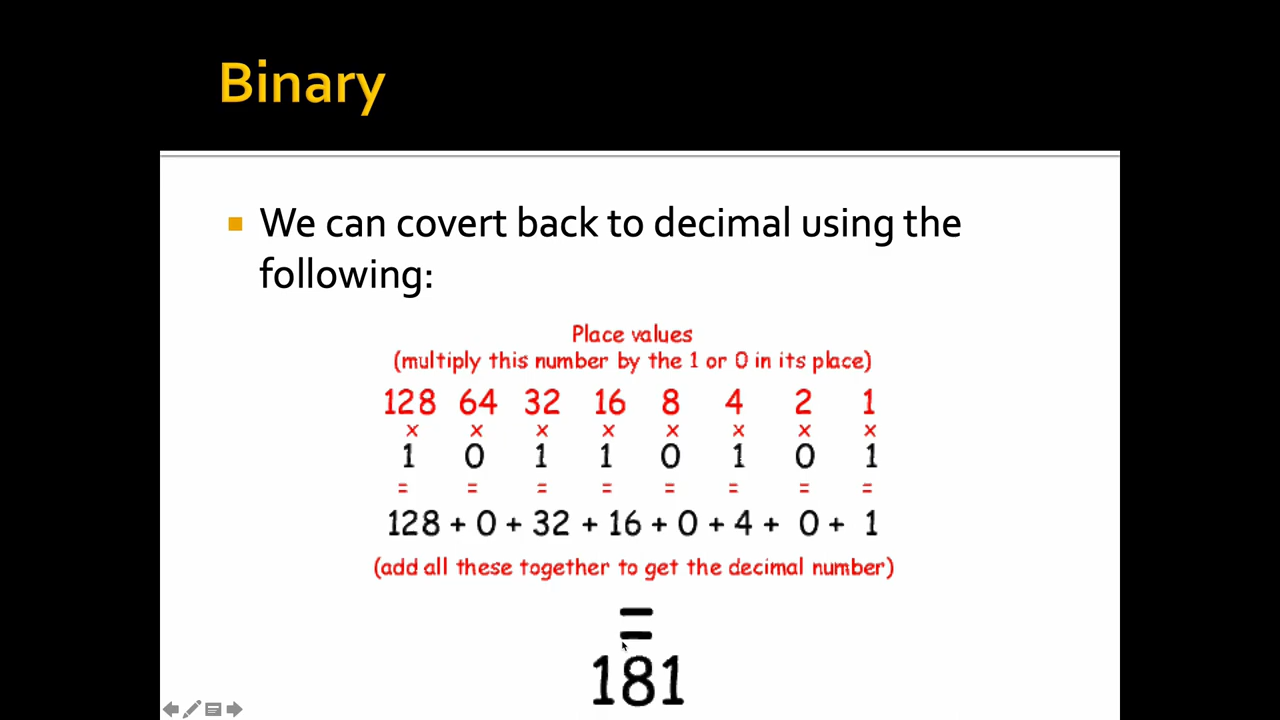 Binary
We can covert back to decimal using the
following:
Place values
(multiply this number by the 1 or 0 in its place)
128 64 32 16 8 4 2 1
x x x x x x x x
1 0 1 1 0 1 0 1
= = = = = = = =
128 + 0 + 32 + 16 + 0 + 4 + 0 + 1
(add all these together to get the decimal number)
=
181